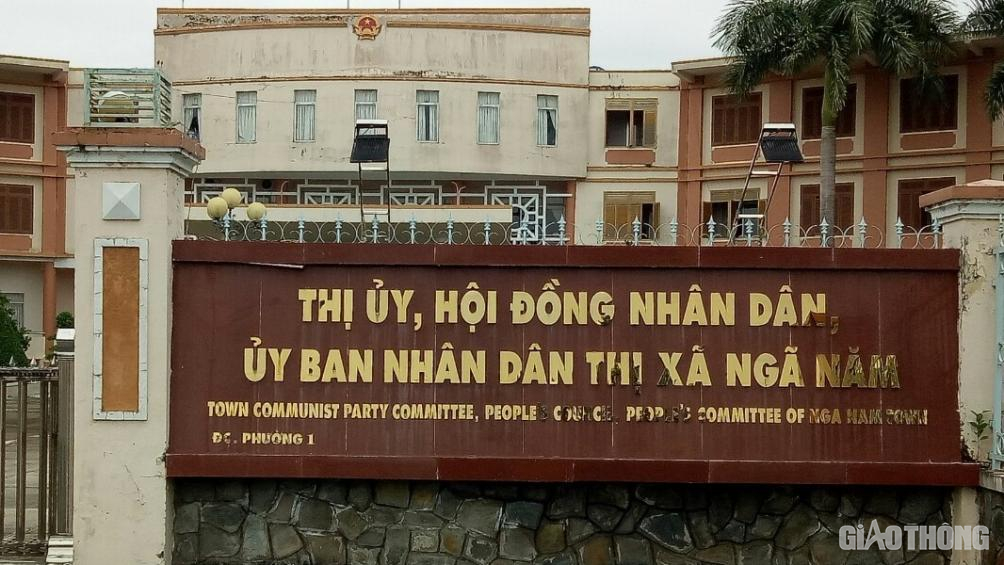 THỊ ỦY, HỘI ĐỒNG NHÂN DÂN,
ỦY BAN NHÂN DÂN THỊ XÃ NGÃ NĂM
TOWN COMMUNIST PARTY COMMITTEE, PEOPLE'S COUNCIL, PEOPLE'S COMMITTEE OF NGA NAM TOWN
ĐC: PHƯỜNG 1
GIAOTHÔNG